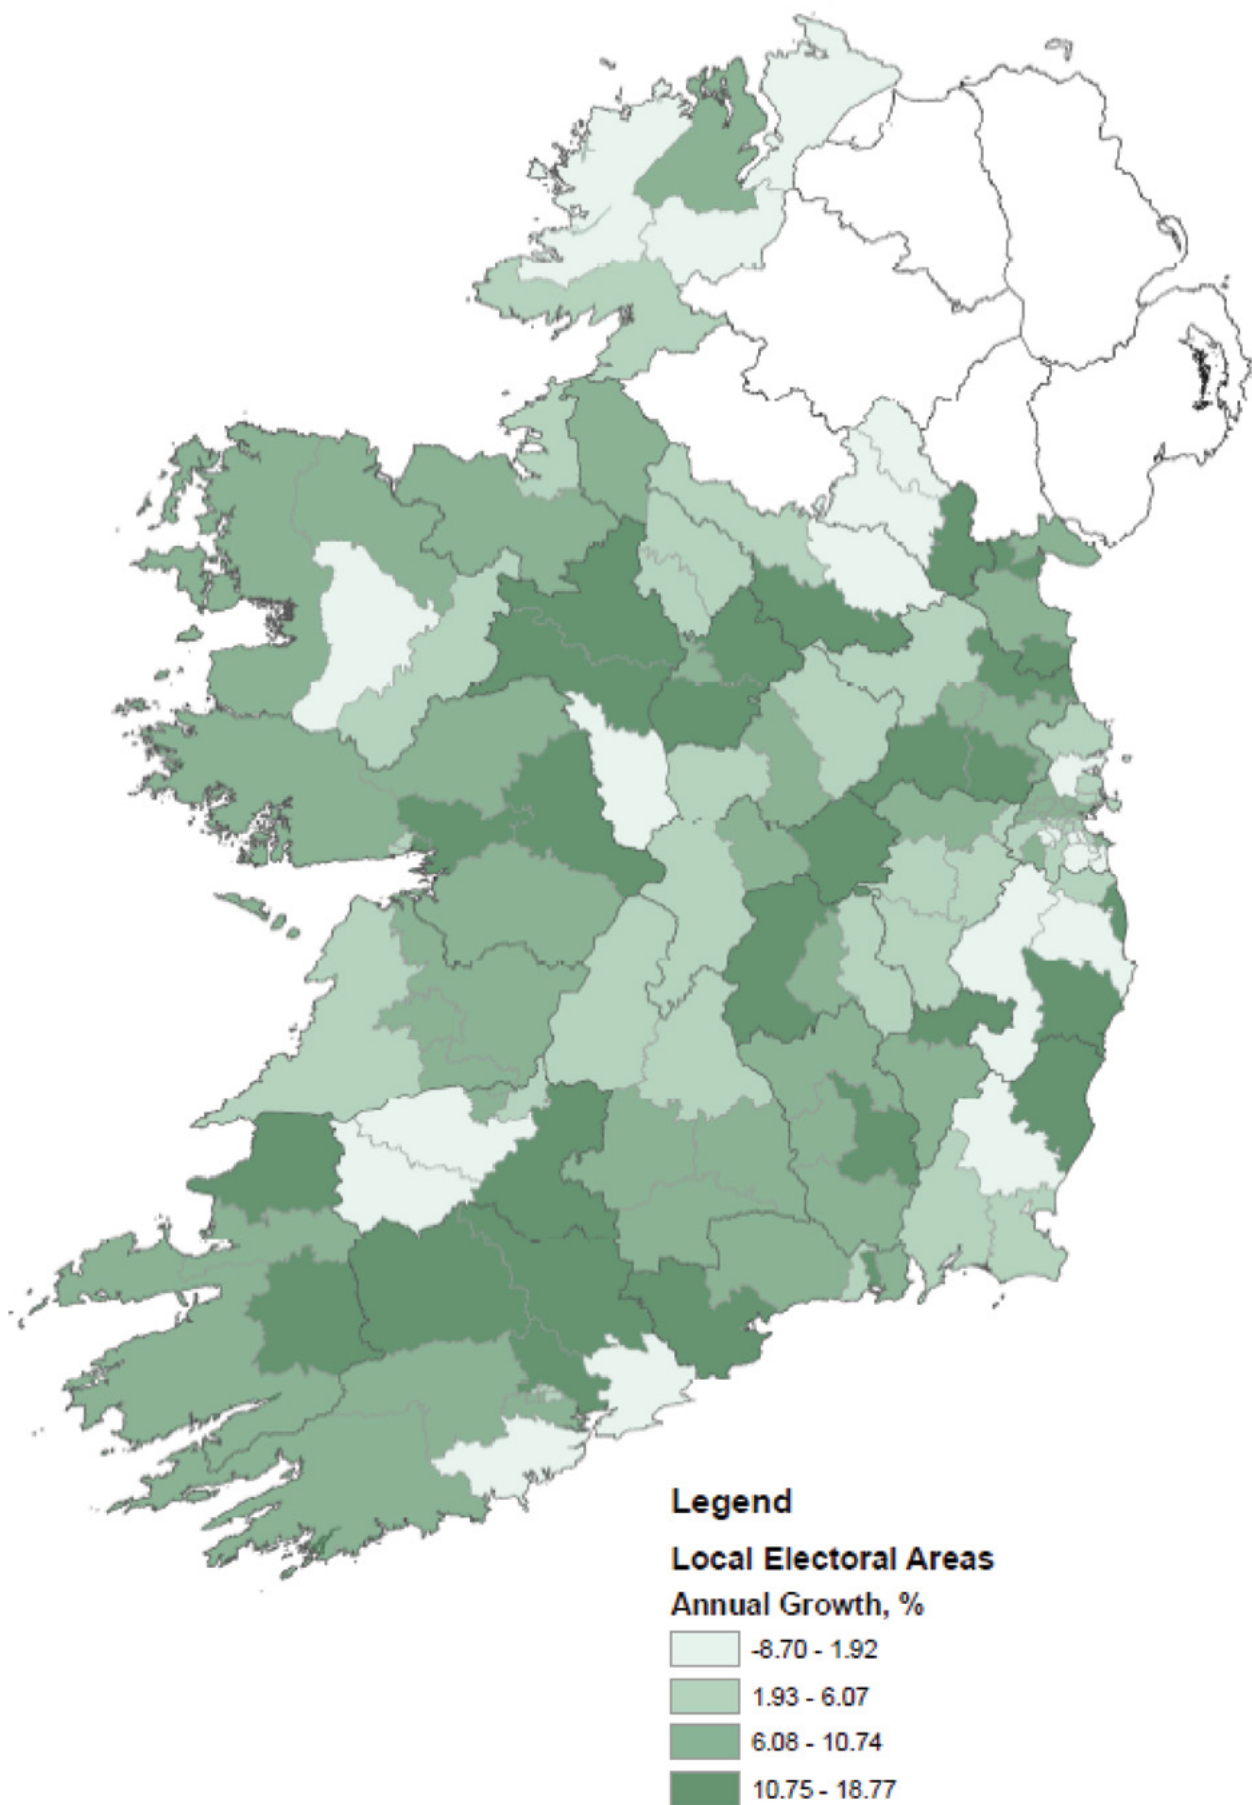 Legend
Local Electoral Areas
Annual Growth, %
-8.70 - 1.92
1.93 - 6.07
6.08 - 10.74
10.75 - 18.77